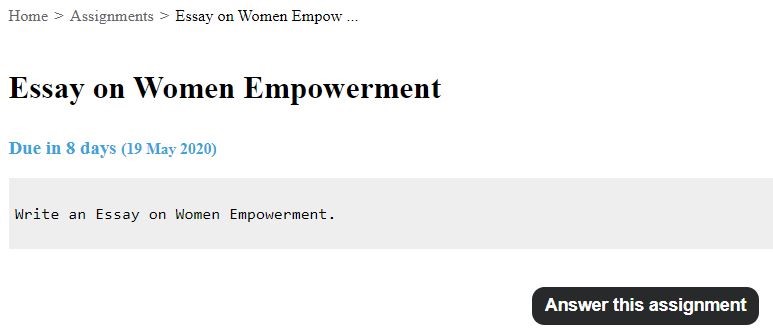 Home > Assignments > Essay on Women Empow ...
Essay on Women Empowerment
Due in 8 days (19 May 2020)
Write an Essay on Women Empowerment.
Answer this assignment